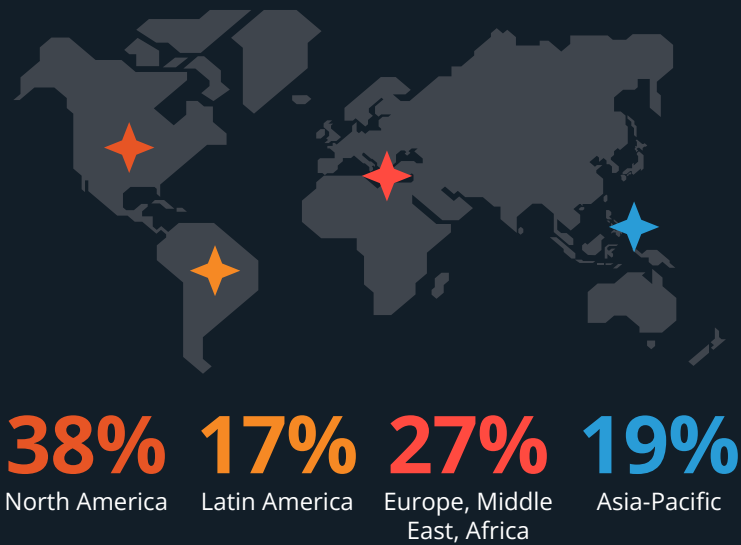 38% 17% 27% 19%
North America Latin America Europe, Middle Asia-Pacific
East, Africa